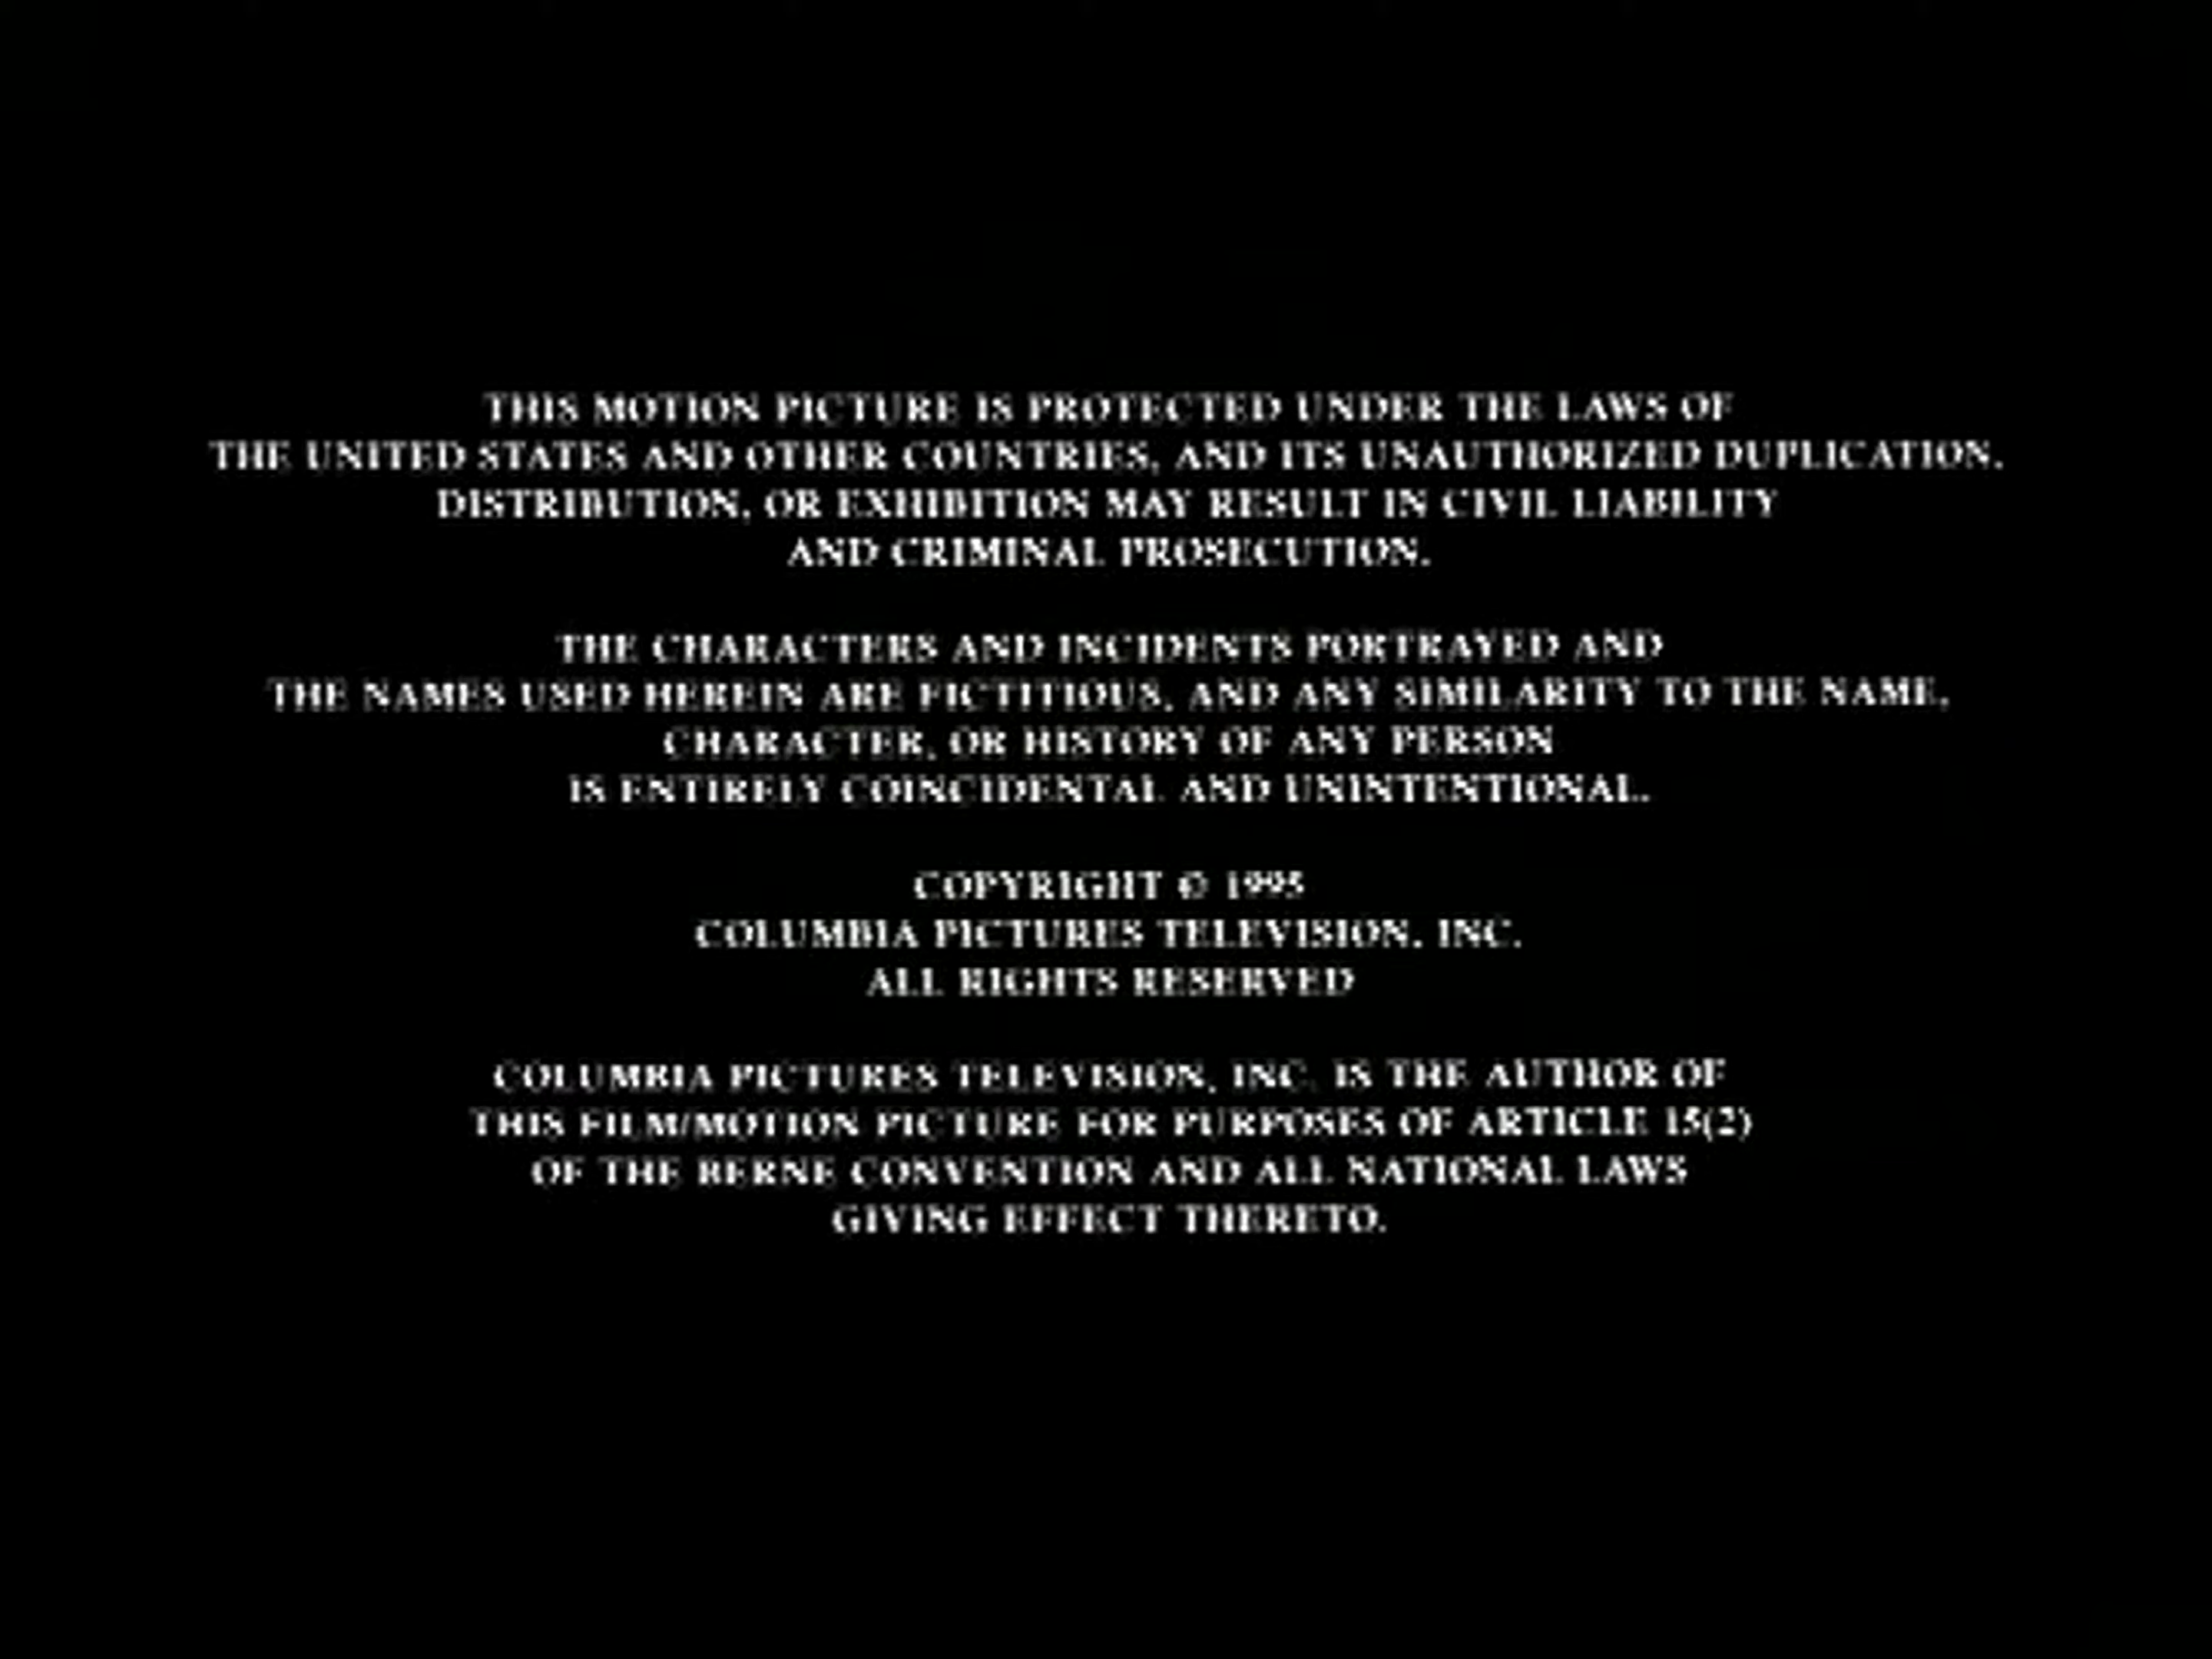 THIS MOTION PICTURE IS PROTECTED UNDER THE LAWS OF
THE UNITED STATES AND OTHER COUNTRIES, AND ITS UNAUTHORIZED DUPLICATION,
DISTRIBUTION, OR EXHIBITION MAY RESULT IN CIVIL LIABILITY
AND CRIMINAL PROSECUTION.
THE CHARACTERS AND INCIDENTS PORTRAYED AND
THE NAMES USED HEREIN ARE FICTITIOUS, AND ANY SIMILARITY TO THE NAME,
CHARACTER, OR HISTORY OF ANY PERSON
IS ENTIRELY COINCIDENTAL AND UNINTENTIONAL.
COPYRIGHT © 1995
COLUMBIA PICTURES TELEVISION, INC.
ALL RIGHTS RESERVED
COLUMBIA PICTURES TELEVISION, INC. IS THE AUTHOR OF
THIS FILM/MOTION PICTURE FOR PURPOSES OF ARTICLE 15(2)
OF THE BERNE CONVENTION AND ALL NATIONAL LAWS
GIVING EFFECT THERETO.